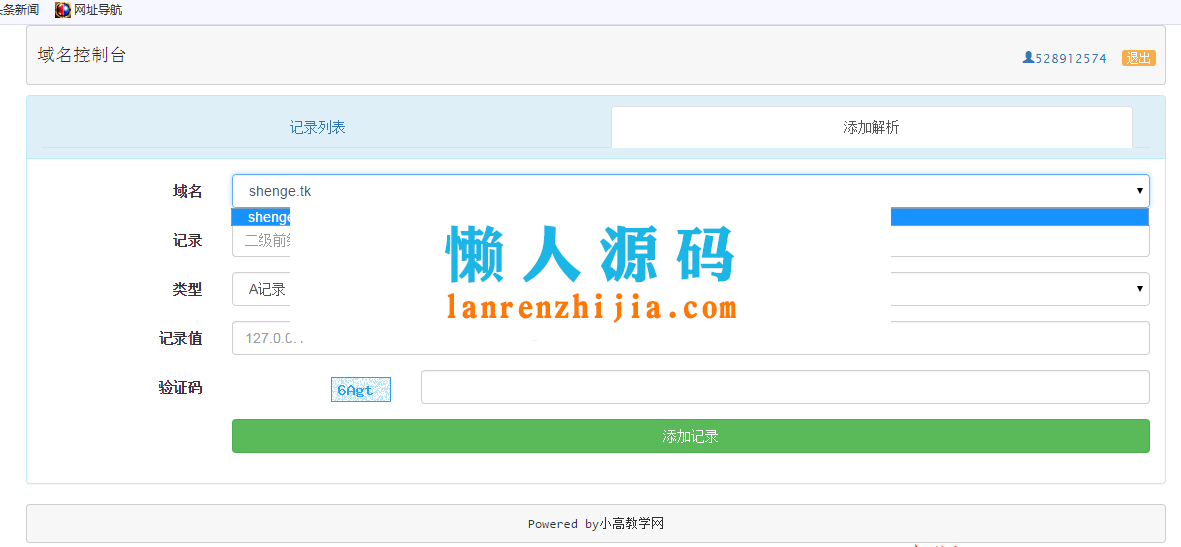 头条新闻 网址导航
域名控制台
528912574 退出
记录列表 添加解析
域名 shenge.tk
shenge
记录 二级前缀
类型 A记录
记录值 127.0.0.
验证码 6Agt
懒人源码
lanrenzhijia.com
添加记录
Powered by小高教学网